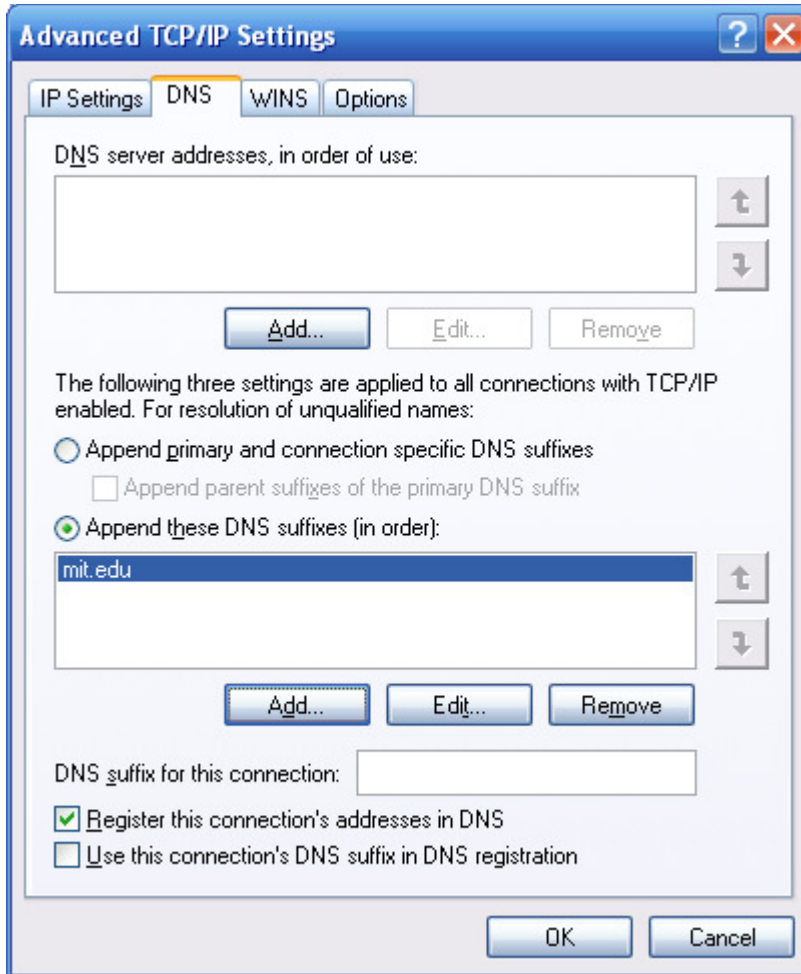 Advanced TCP/IP Settings
?
IP Settings DNS WINS Options
DNS server addresses, in order of use:
Add... Edit... Remove
The following three settings are applied to all connections with TCP/IP
enabled. For resolution of unqualified names:
Append primary and connection specific DNS suffixes
Append parent suffixes of the primary DNS suffix
Append these DNS suffixes (in order):
mit.edu
Add... Edit... Remove
DNS suffix for this connection:
Register this connection's addresses in DNS
Use this connection's DNS suffix in DNS registration
OK Cancel